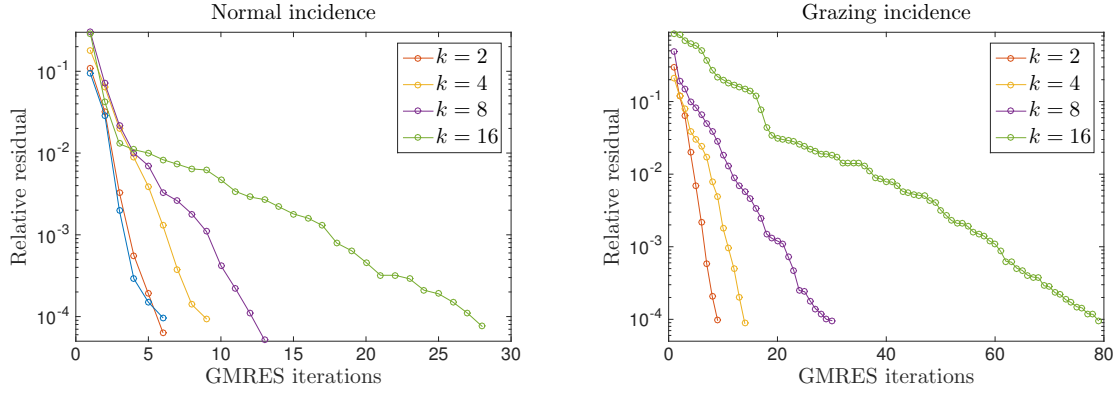 Normal incidence
Relative residual
10^{-1}
10^{-2}
10^{-3}
10^{-4}
k = 2
k = 4
k = 8
k = 16
0 5 10 15 20 25 30
GMRES iterations
Grazing incidence
Relative residual
10^{-1}
10^{-2}
10^{-3}
10^{-4}
k = 2
k = 4
k = 8
k = 16
0 20 40 60 80
GMRES iterations